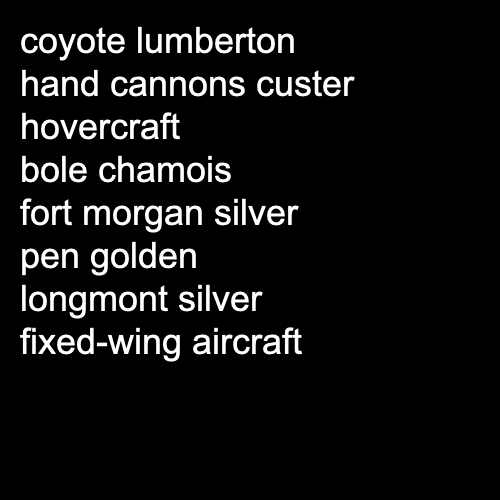 coyote lumberton
hand cannons custer
hovercraft
bole chamois
fort morgan silver
pen golden
longmont silver
fixed-wing aircraft